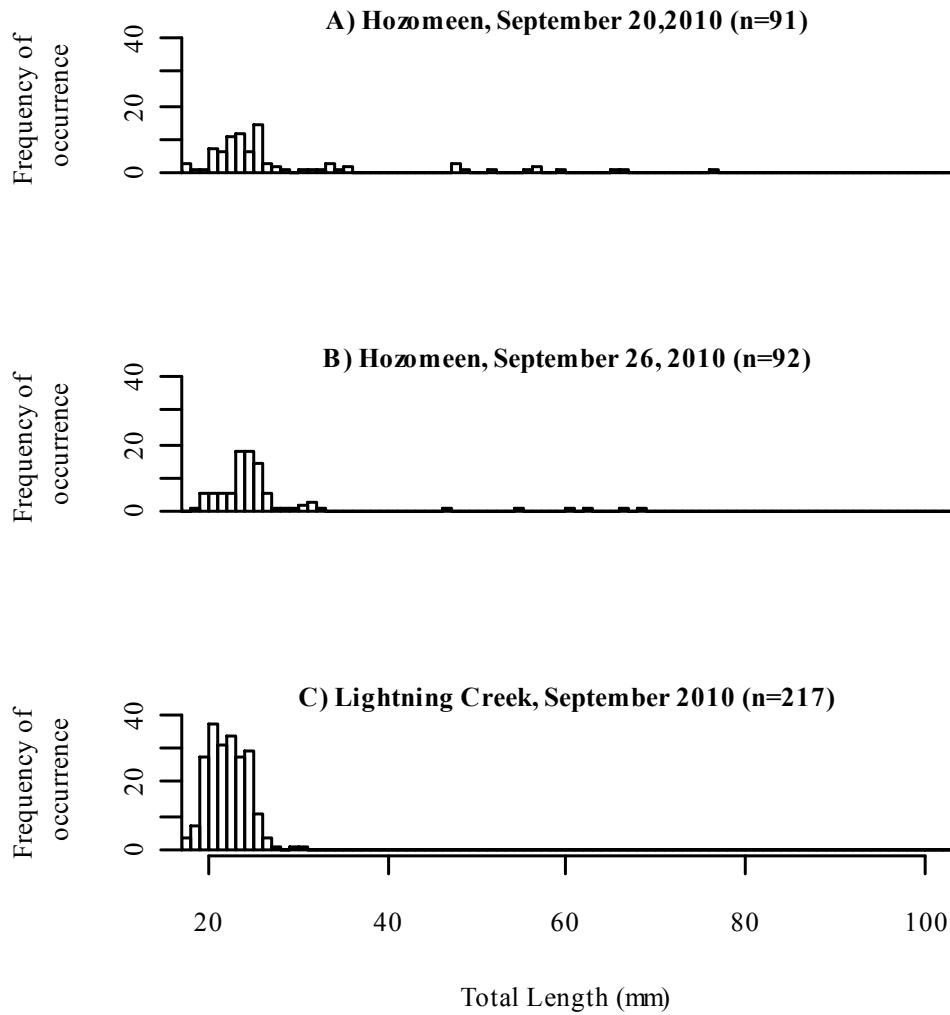 A) Hozomeen, September 20,2010 (n=91)
Frequency of
occurrence
40
20
0
B) Hozomeen, September 26, 2010 (n=92)
Frequency of
occurrence
40
20
0
C) Lightning Creek, September 2010 (n=217)
Frequency of
occurrence
40
20
0
20 40 60 80 100
Total Length (mm)